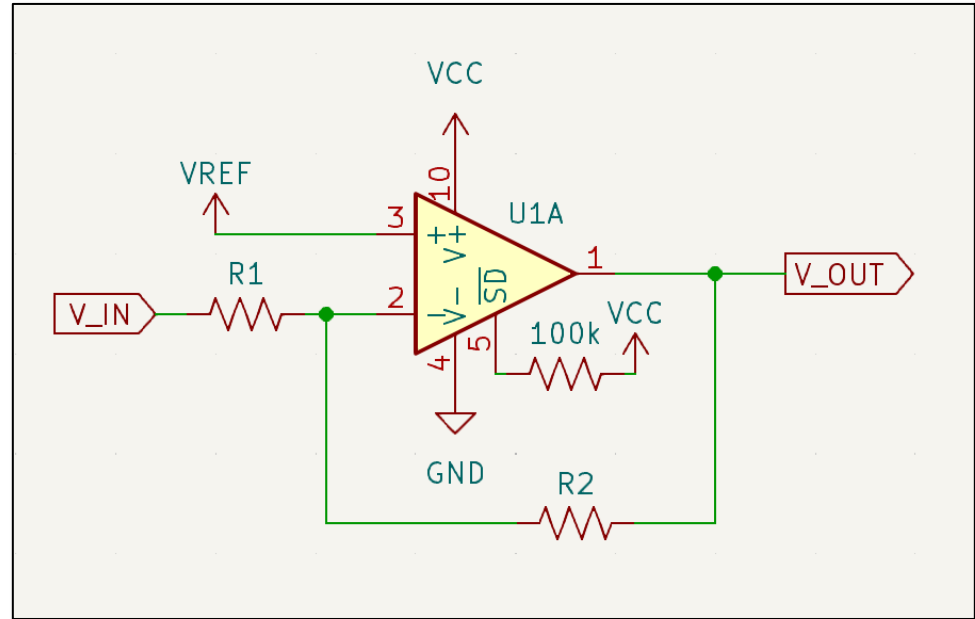 VCC
VREF
10
U1A
3
+
V+
R1
1
V_OUT
V_IN
2
-
V-
SD
100k
VCC
5
4
GND
R2